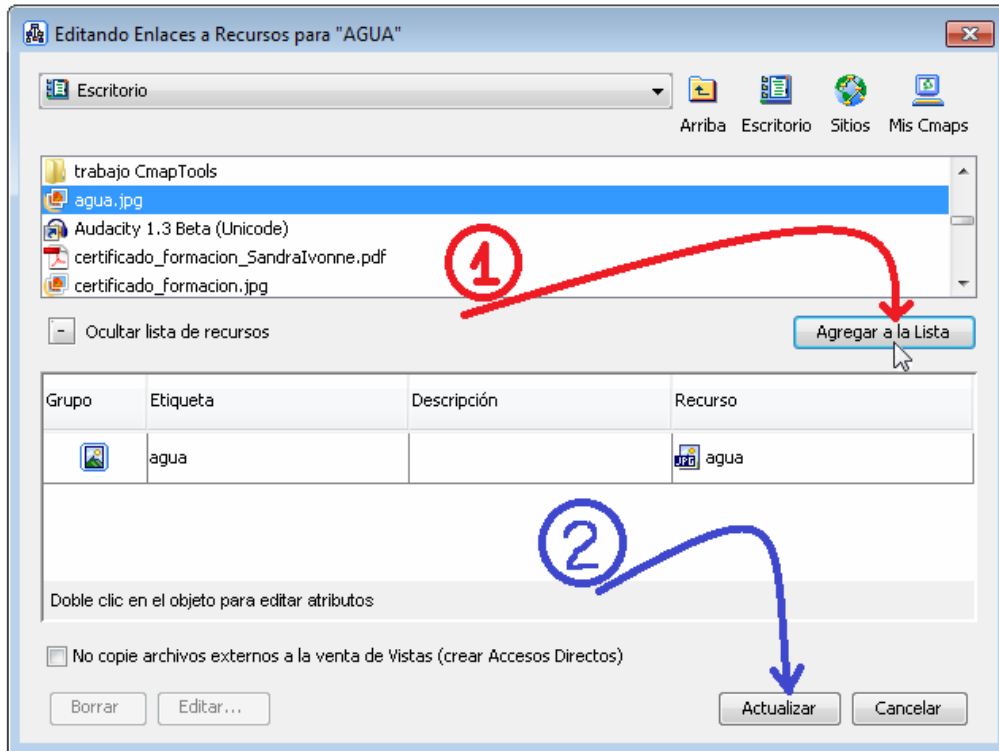 Editando Enlaces a Recursos para "AGUA"
Escritorio
Arriba Escritorio Sitios Mis Cmaps
trabajo CmapTools
agua.jpg
Audacity 1.3 Beta (Unicode)
certificado_formacion_SandraIvonne.pdf
certificado_formacion.jpg
1
- Ocultar lista de recursos
Agregar a la Lista
Grupo Etiqueta Descripción Recurso
agua JPG agua
2
Doble clic en el objeto para editar atributos
No copie archivos externos a la venta de Vistas (crear Accesos Directos)
Borrar Editar... Actualizar Cancelar